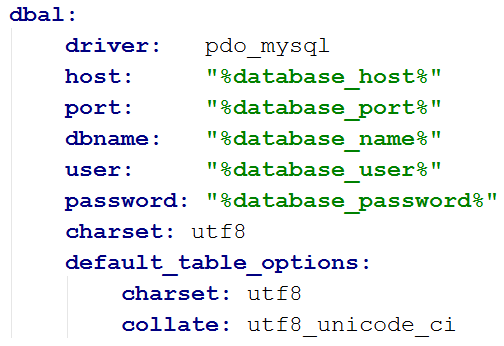 dbal:
    driver:   pdo_mysql
    host:     "%database_host%"
    port:     "%database_port%"
    dbname:   "%database_name%"
    user:     "%database_user%"
    password: "%database_password%"
    charset: utf8
    default_table_options:
        charset: utf8
        collate: utf8_unicode_ci